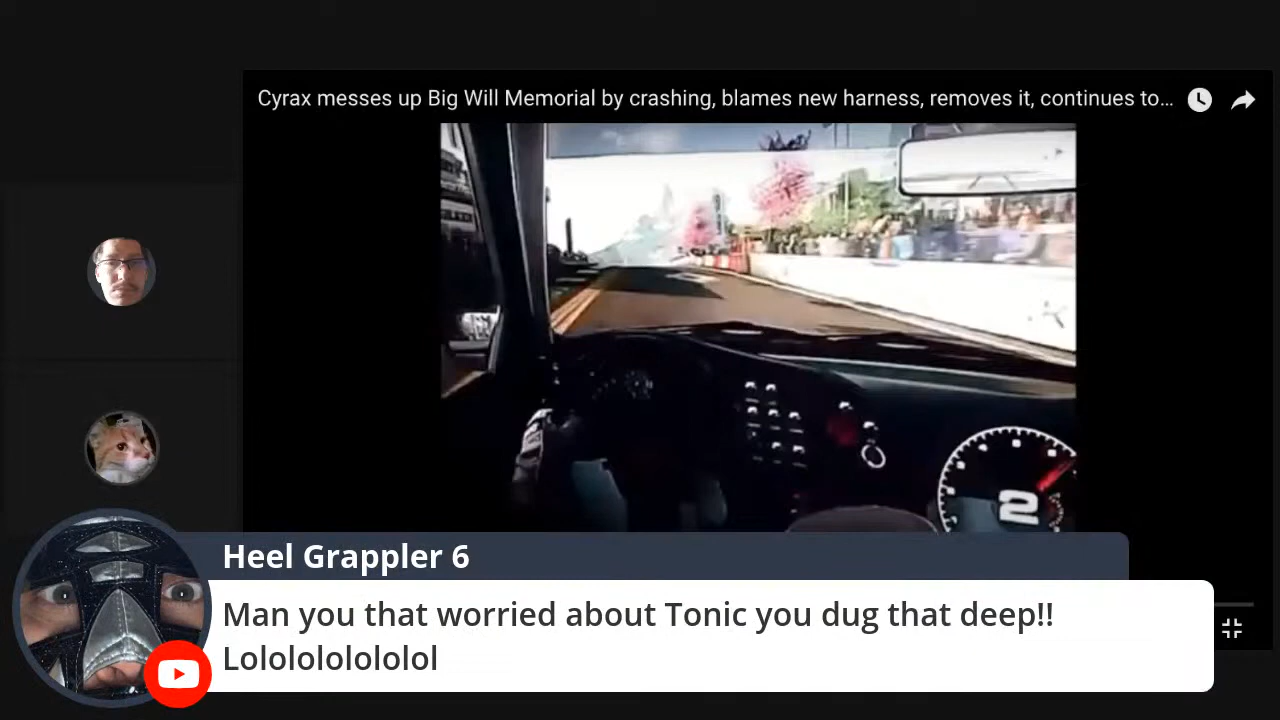 Cyrax messes up Big Will Memorial by crashing, blames new harness, removes it, continues to...
2
Heel Grappler 6
Man you that worried about Tonic you dug that deep!!
Lolololololololol